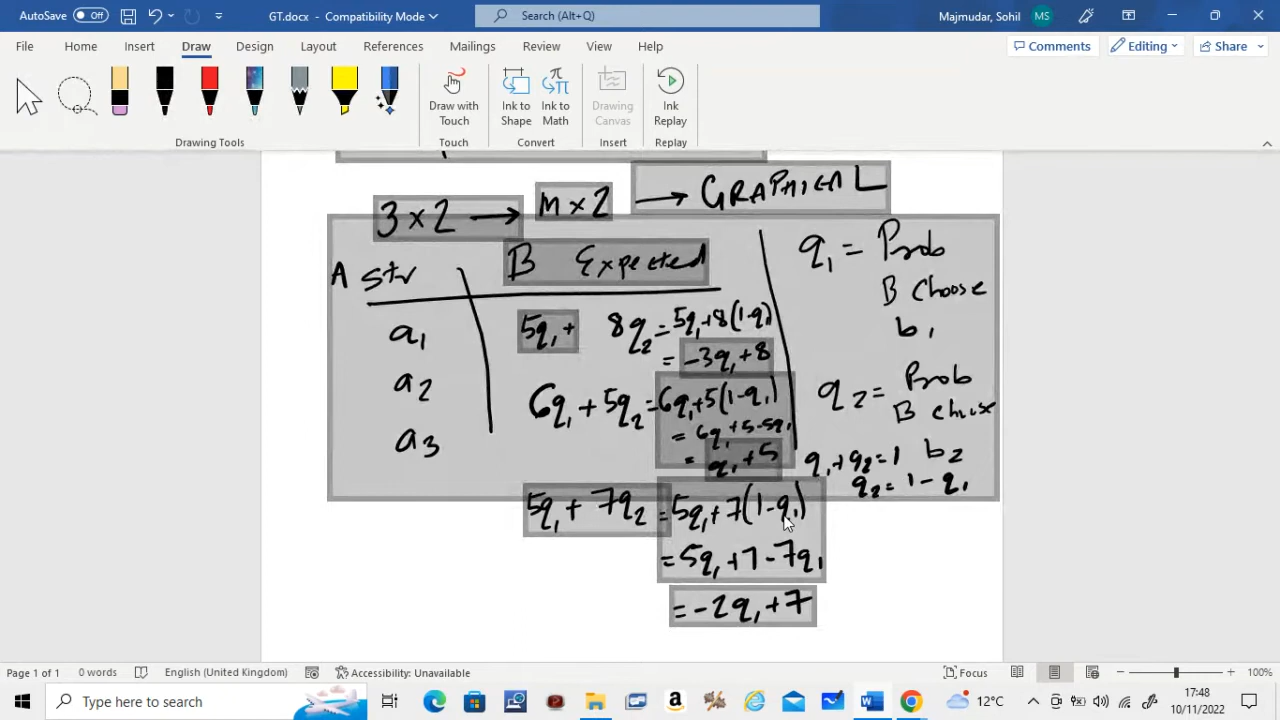 AutoSave Off GT.docx - Compatibility Mode Search (Alt+Q) Majmudar, Sohil MS
File Home Insert Draw Design Layout References Mailings Review View Help Comments Editing Share
Draw with Touch Ink to Shape Ink to Math Drawing Canvas Ink Replay
Drawing Tools Touch Convert Insert Replay
3 × 2 → m × 2 → GRAPHICAL
A Str B Expected
a₁ 5q₁ + 8q₂ = 5q₁+8(1-q₁)
= -3q₁+8
a₂ 6q₁ + 5q₂ = 6q₁+5(1-q₁)
= 6q₁+5-5q₁
= q₁+5
a₃
5q₁ + 7q₂ = 5q₁+7(1-q₁)
= 5q₁+7-7q₁
= -2q₁+7
q₁ = Prob
B Choose
b₁
q₂ = Prob
B choose
b₂
q₁+q₂=1
q₂ = 1-q₁
Page 1 of 1 0 words English (United Kingdom) Accessibility: Unavailable Focus 100%
Type here to search 12°C 17:48
10/11/2022